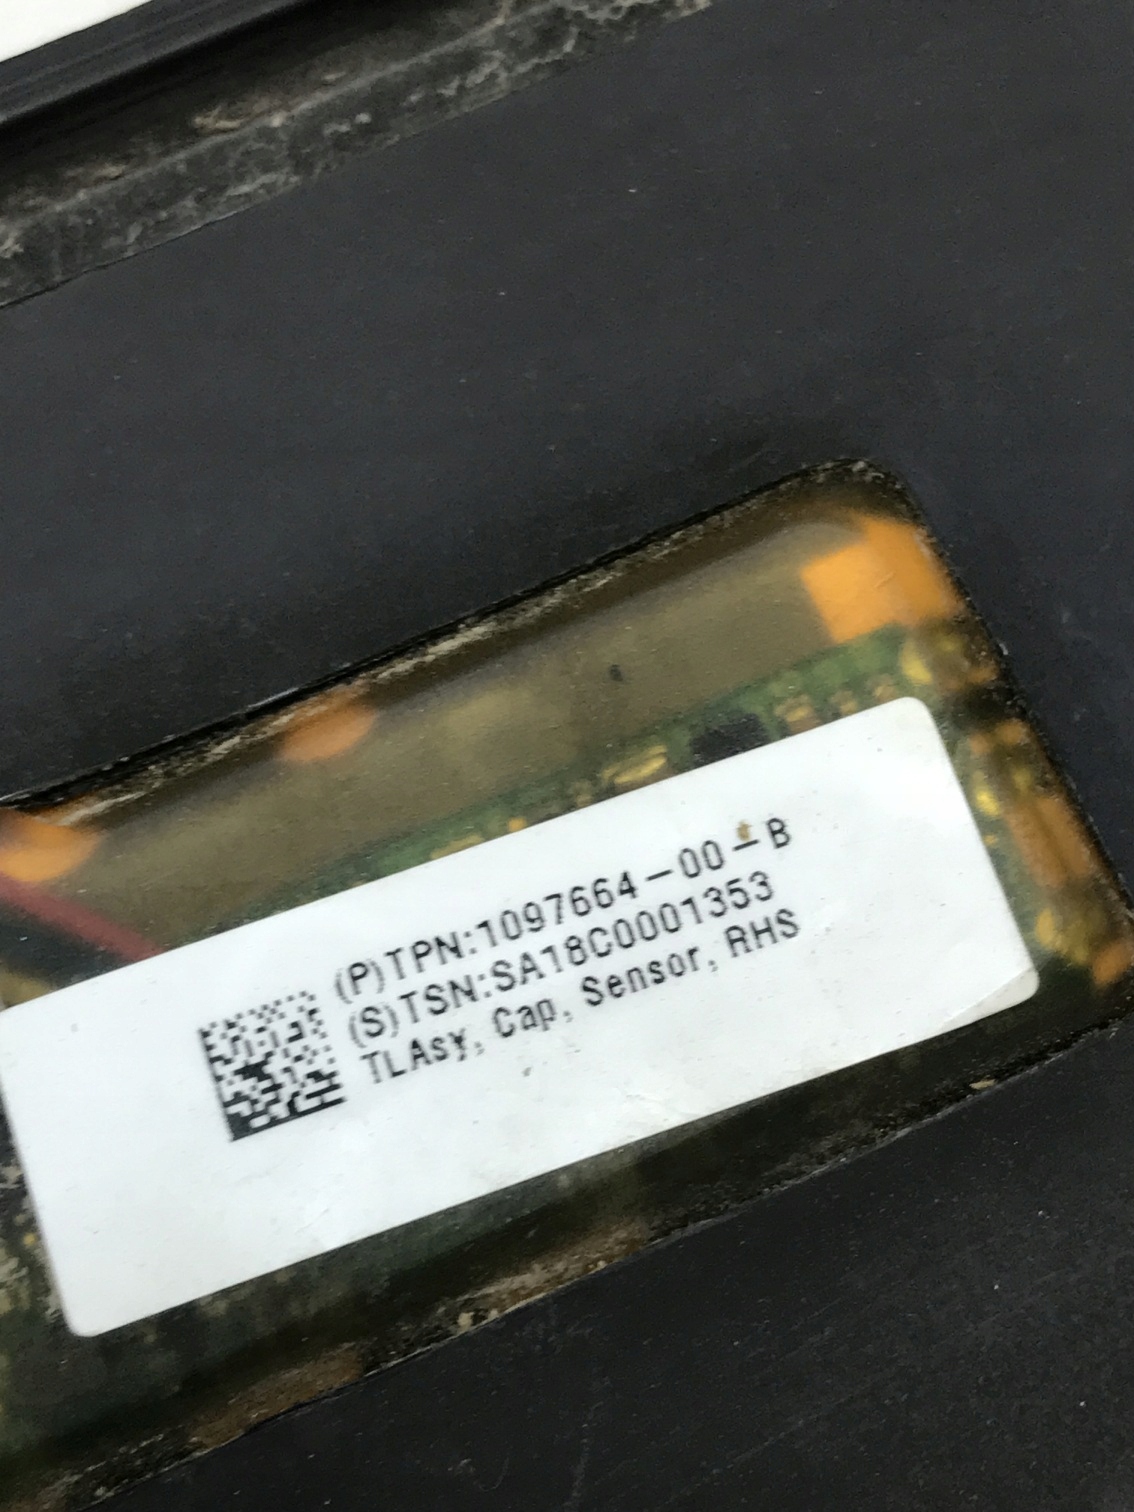 (P)TPN:1097664-00-B
(S)TSN:SA18C0001353
TLAsy, Cap, Sensor, RHS